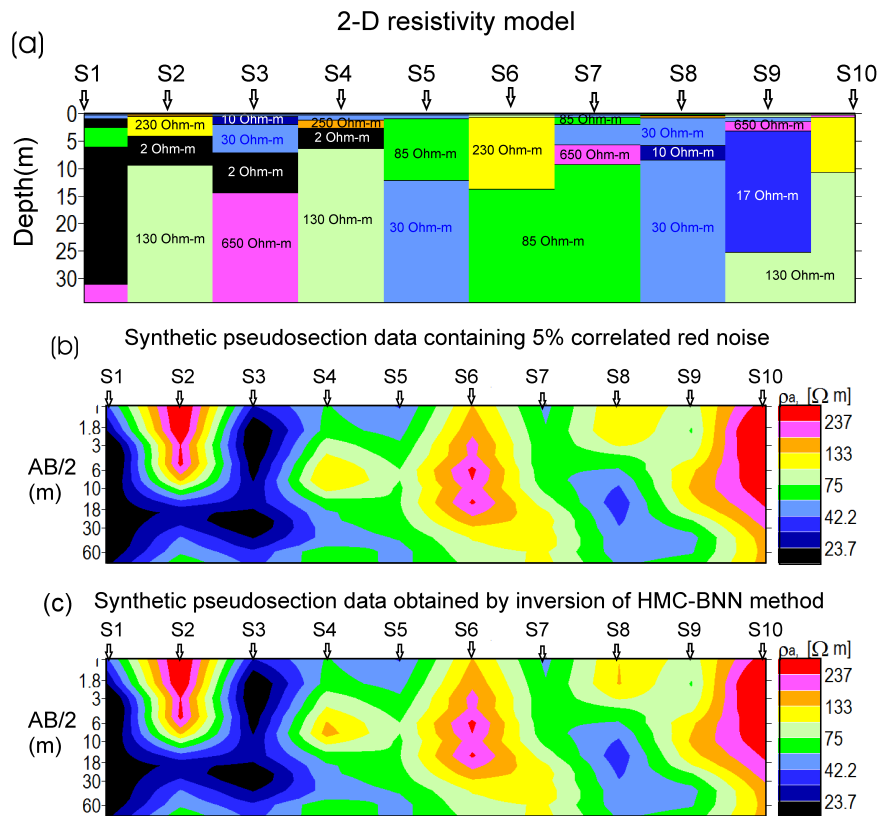 2-D resistivity model
(a)
S1 S2 S3 S4 S5 S6 S7 S8 S9 S10
Depth(m)
0
5
10
15
20
25
30
230 Ohm-m
2 Ohm-m
130 Ohm-m
10 Ohm-m
30 Ohm-m
2 Ohm-m
650 Ohm-m
250 Ohm-m
2 Ohm-m
130 Ohm-m
85 Ohm-m
30 Ohm-m
230 Ohm-m
85 Ohm-m
650 Ohm-m
85 Ohm-m
30 Ohm-m
10 Ohm-m
30 Ohm-m
650 Ohm-m
17 Ohm-m
130 Ohm-m
(b)
Synthetic pseudosection data containing 5% correlated red noise
S1 S2 S3 S4 S5 S6 S7 S8 S9 S10
AB/2
(m)
1
1.8
3
6
10
18
30
60
ρa, [Ω m]
237
133
75
42.2
23.7
(c)
Synthetic pseudosection data obtained by inversion of HMC-BNN method
S1 S2 S3 S4 S5 S6 S7 S8 S9 S10
AB/2
(m)
1
1.8
3
6
10
18
30
60
ρa, [Ω m]
237
133
75
42.2
23.7